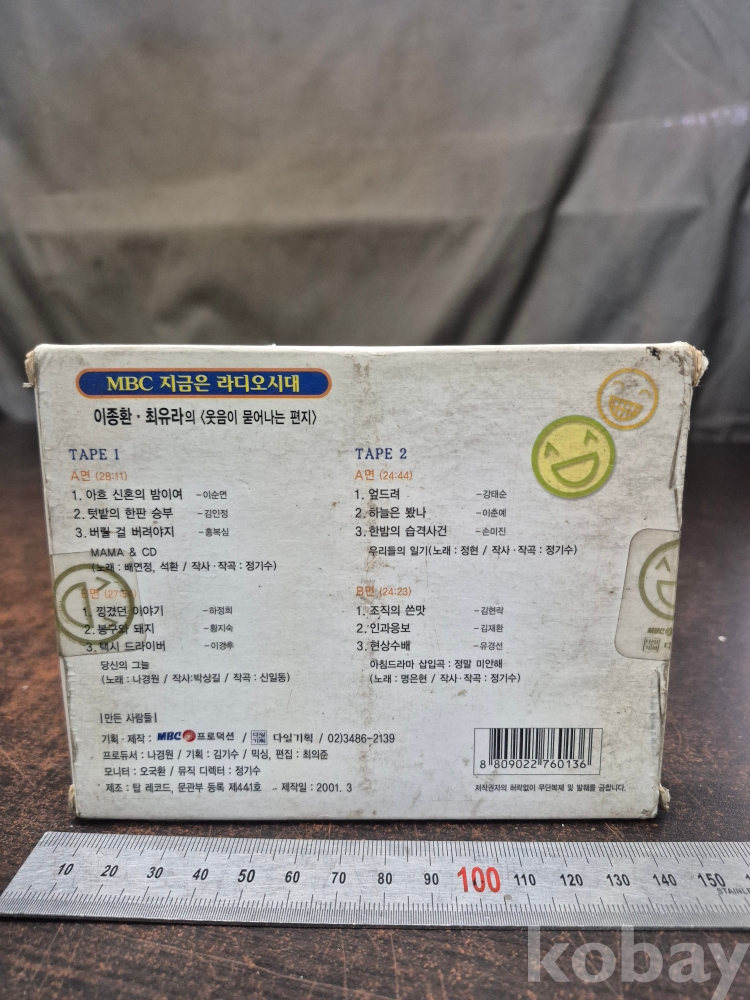 MBC 지금은 라디오시대
이종환 · 최유라의 〈웃음이 묻어나는 편지〉
TAPE 1
A면 (28:11)
1. 아흐 신혼의 밤이여 -이순연
2. 텃밭의 한판 승부 -김인정
3. 버릴 걸 버려야지 -홍복심
MAMA & CD
(노래 : 배연정, 석환 / 작사 · 작곡 : 정기수)
B면
1. 낑겼던 이야기 -하정희
2. 봉구와 돼지 -황지숙
3. 택시 드라이버 -이경후
당신의 그늘
(노래 : 나경원 / 작사:박상길 / 작곡 : 신일동)
TAPE 2
A면 (24:44)
1. 엎드려 -강태순
2. 하늘은 봤나 -이춘예
3. 한밤의 습격사건 -손미진
우리들의 일기(노래 : 정현 / 작사 · 작곡 : 정기수)
B면 (24:23)
1. 조직의 쓴맛 -김현락
2. 인과응보 -김재환
3. 현상수배 -유경선
아침드라마 삽입곡 : 정말 미안해
(노래 : 명은현 / 작사 · 작곡 : 정기수)
|만든 사람들|
기획 · 제작 : MBC 프로덕션 / 다일기획 / 02)3486-2139
프로듀서 : 나경원 / 기획 : 김기수 / 믹싱, 편집 : 최의준
모니터 : 오국환 / 뮤직 디렉터 : 정기수
제조 : 탑 레코드, 문관부 등록 제441호 제작일 : 2001. 3
8 809022 760136
저작권자의 허락없이 무단복제 및 발췌를 금합니다.
10 20 30 40 50 60 70 80 90 100 110 120 130 140 150
kobay